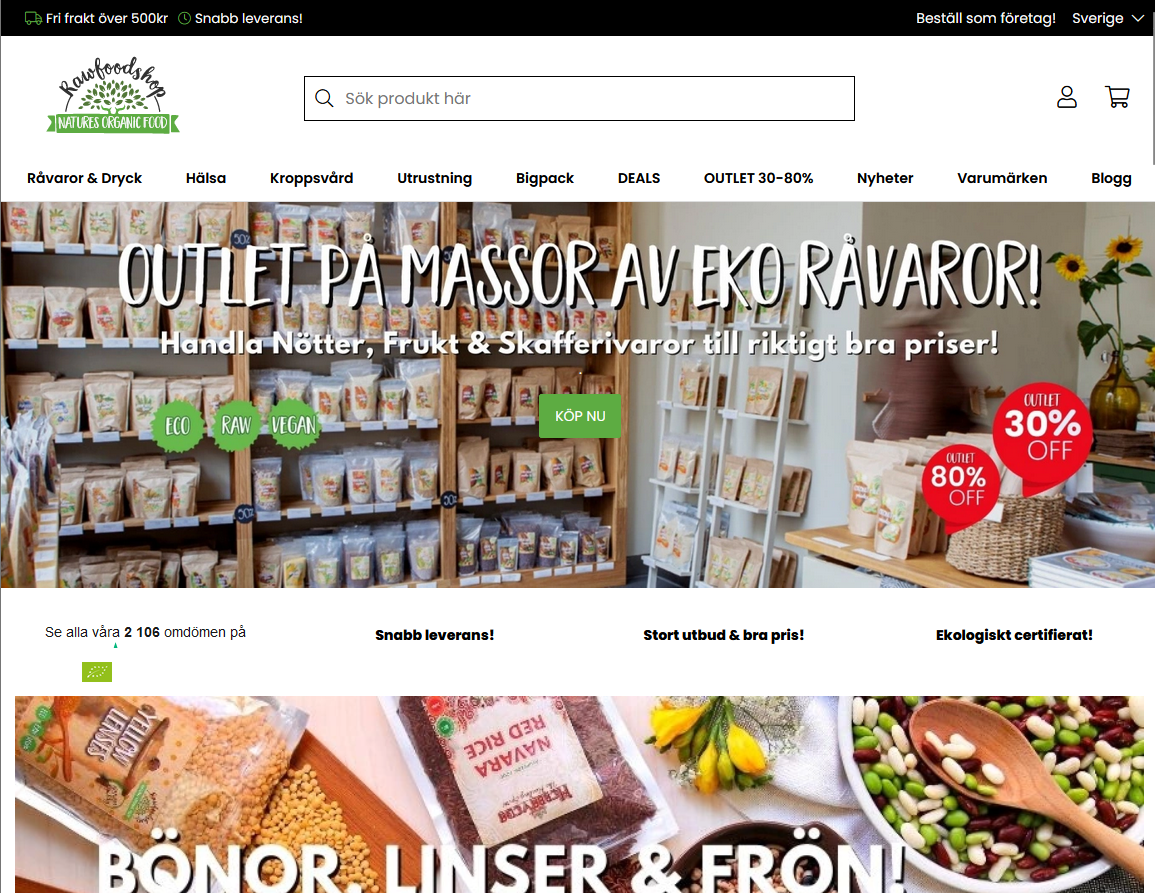 Fri frakt över 500kr Snabb leverans!
Beställ som företag! Sverige
Rawfoodshop
NATURES ORGANIC FOOD
Sök produkt här
Råvaror & Dryck Hälsa Kroppsvård Utrustning Bigpack DEALS OUTLET 30-80% Nyheter Varumärken Blogg
OUTLET PÅ MASSOR AV EKO RÅVAROR!
Handla Nötter, Frukt & Skafferivaror till riktigt bra priser!
ECO RAW VEGAN
KÖP NU
OUTLET
30%
OFF
OUTLET
80%
OFF
Se alla våra 2 106 omdömen på
Snabb leverans!
Stort utbud & bra pris!
Ekologiskt certifierat!
YELLOW
LENSES
NAVARA
RED RICE
BÖNOR, LINSER & FRÖN!